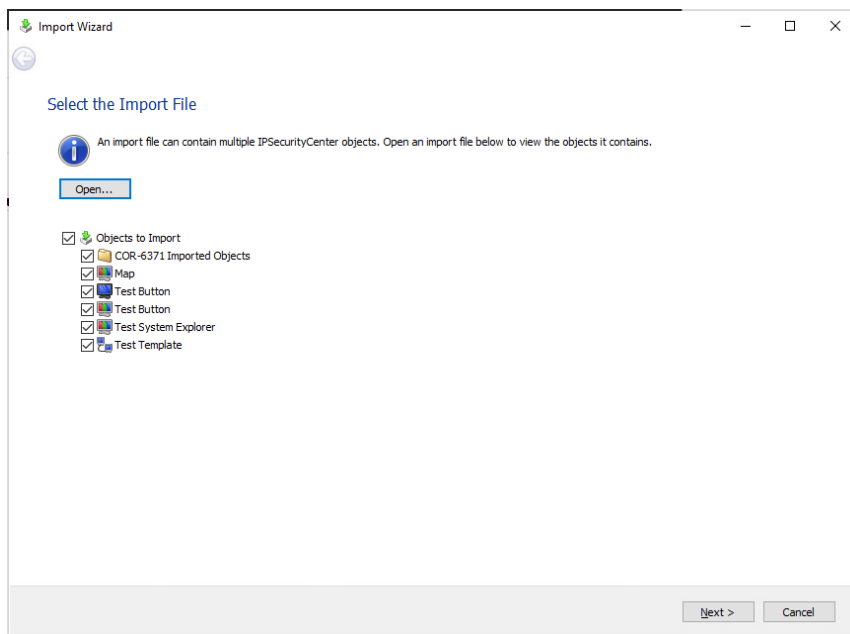 Import Wizard
Select the Import File
An import file can contain multiple IPSecurityCenter objects. Open an import file below to view the objects it contains.
Open...
Objects to Import
COR-6371 Imported Objects
Map
Test Button
Test Button
Test System Explorer
Test Template
Next >
Cancel